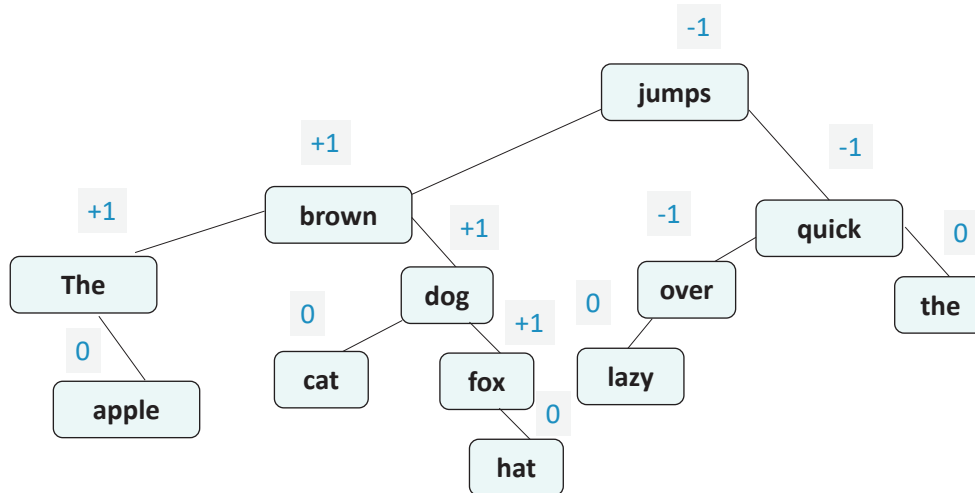 -1
jumps
+1
-1
brown
+1
quick
+1
-1
0
The
dog
over
the
0
+1
0
0
cat
fox
lazy
apple
0
hat